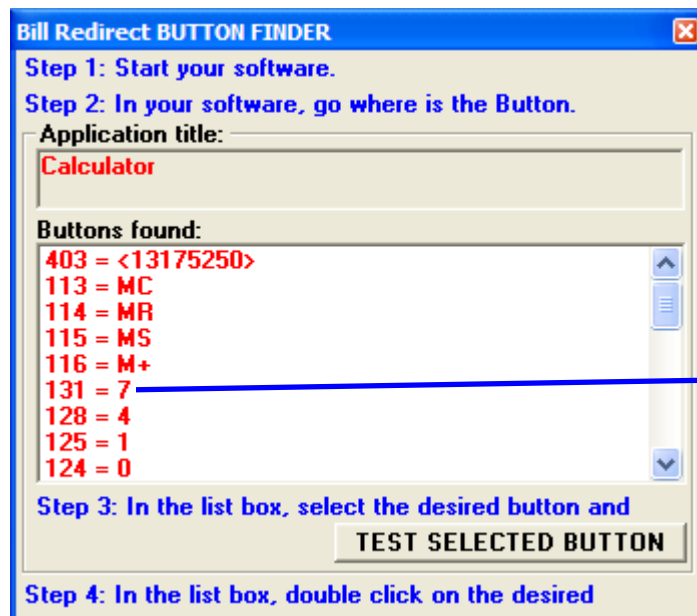 Bill Redirect BUTTON FINDER
Step 1: Start your software.
Step 2: In your software, go where is the Button.
Application title:
Calculator
Buttons found:
403 = <13175250>
113 = MC
114 = MR
115 = MS
116 = M+
131 = 7
128 = 4
125 = 1
124 = 0
Step 3: In the list box, select the desired button and
TEST SELECTED BUTTON
Step 4: In the list box, double click on the desired